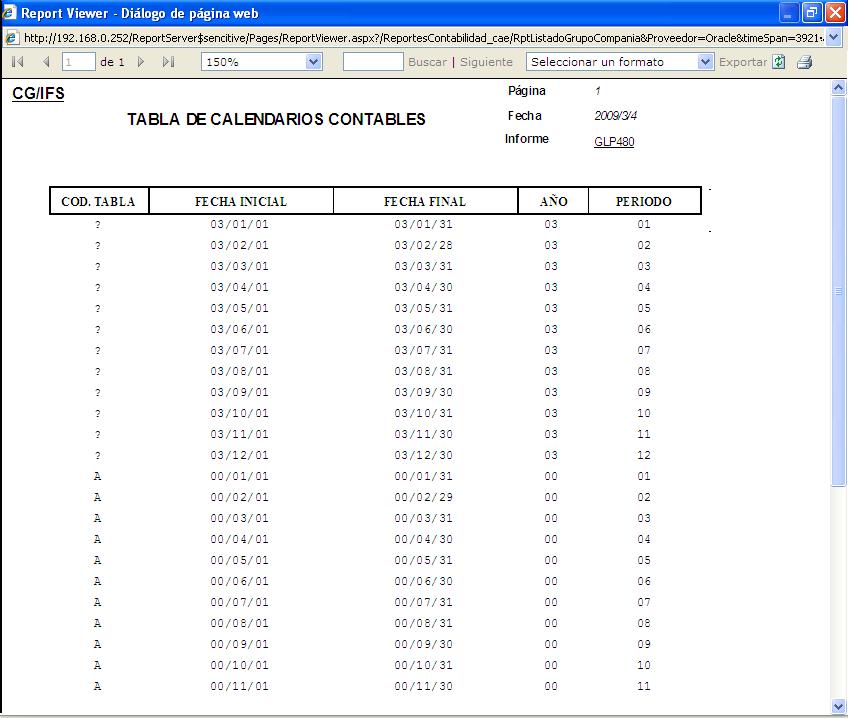 Report Viewer - Diálogo de página web
http://192.168.0.252/ReportServer$sencitive/Pages/ReportViewer.aspx?/ReportesContabilidad_cae/RptListadoGrupoCompania&Proveedor=Oracle&timeSpan=3921
1 de 1 150% Buscar | Siguiente Seleccionar un formato Exportar
CG/IFS
Página 1
TABLA DE CALENDARIOS CONTABLES
Fecha 2009/3/4
Informe GLP480
COD. TABLA FECHA INICIAL FECHA FINAL AÑO PERIODO
? 03/01/01 03/01/31 03 01
? 03/02/01 03/02/28 03 02
? 03/03/01 03/03/31 03 03
? 03/04/01 03/04/30 03 04
? 03/05/01 03/05/31 03 05
? 03/06/01 03/06/30 03 06
? 03/07/01 03/07/31 03 07
? 03/08/01 03/08/31 03 08
? 03/09/01 03/09/30 03 09
? 03/10/01 03/10/31 03 10
? 03/11/01 03/11/30 03 11
? 03/12/01 03/12/30 03 12
A 00/01/01 00/01/31 00 01
A 00/02/01 00/02/29 00 02
A 00/03/01 00/03/31 00 03
A 00/04/01 00/04/30 00 04
A 00/05/01 00/05/31 00 05
A 00/06/01 00/06/30 00 06
A 00/07/01 00/07/31 00 07
A 00/08/01 00/08/31 00 08
A 00/09/01 00/09/30 00 09
A 00/10/01 00/10/31 00 10
A 00/11/01 00/11/30 00 11